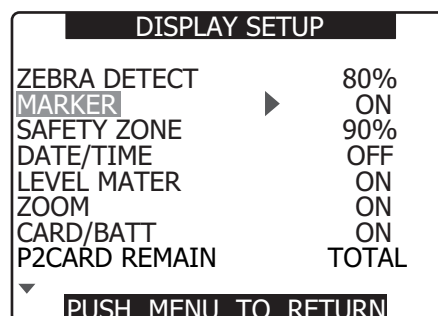 DISPLAY SETUP
ZEBRA DETECT 80%
MARKER ON
SAFETY ZONE 90%
DATE/TIME OFF
LEVEL MATER ON
ZOOM ON
CARD/BATT ON
P2CARD REMAIN TOTAL
PUSH MENU TO RETURN